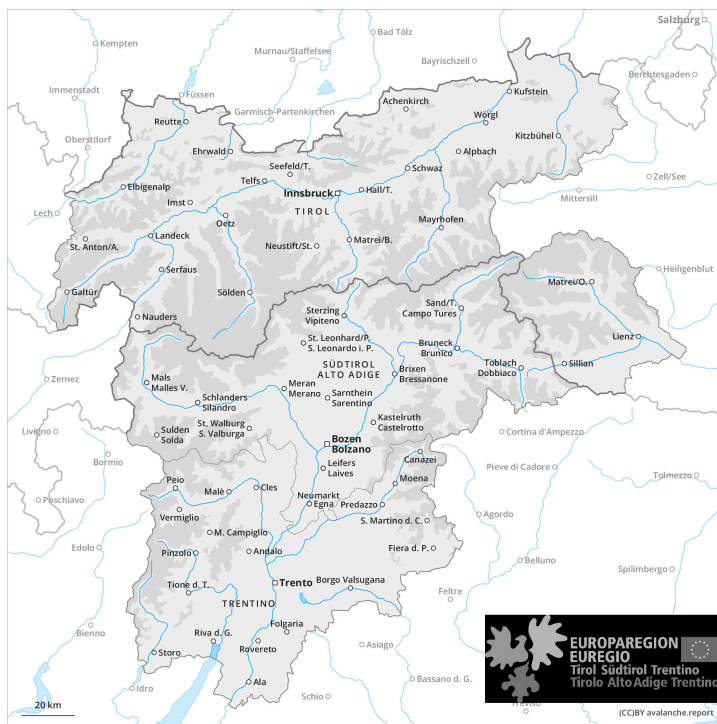 Salzburg
Kempten
Bad Tölz
Murnau/Staffelsee
Bayrischzell
Berchtesgaden
Immenstadt
Füssen
Kufstein
Achenkirch
Garmisch-Partenkirchen
Reutte
Wörgl
Oberstdorf
Kitzbühel
Ehrwald
Alpbach
Seefeld/T.
Schwaz
Zell/See
Telfs
Elbigenalp
Innsbruck
Hall/T.
Mittersill
Imst
TIROL
Lech
Oetz
Mayrhofen
Landeck
Matrei/B.
St. Anton/A.
Neustift/St.
Serfaus
Heiligenblut
Matrei/O.
Galtür
Sölden
Sand/T.
Campo Tures
Nauders
Sterzing
Vipiteno
Lienz
St. Leonhard/P.
S. Leonardo i. P.
Bruneck
Brunico
Toblach
Dobbiaco
Sillian
SÜDTIROL
ALTO ADIGE
Brixen
Bressanone
Zernez
Mals
Malles V.
Meran
Merano
Schlanders
Silandro
Sarnthein
Sarentino
Kastelruth
Castelrotto
St. Walburg
S. Valburga
Livigno
Sulden
Solda
Cortina d'Ampezzo
Bozen
Bolzano
Bormio
Canazei
Leifers
Laives
Pieve di Cadore
Tolmezzo
Peio
Moena
Malè
Cles
Neumarkt
Egna
Predazzo
Poschiavo
Vermiglio
Agordo
S. Martino d. C.
M. Campiglio
Edolo
Pinzolo
Andalo
Fiera d. P.
Belluno
Spilimbergo
Tione d. T.
Trento
Borgo Valsugana
Feltre
TRENTINO
Folgaria
Bienno
Riva d. G.
Rovereto
Asiago
Storo
Ala
Bassano d. G.
Idro
Schio
Treviso
20 km
EUROPAREGION
EUREGIO
Tirol Südtirol Trentino
Tirolo Alto Adige Trentino
(CC)BY avalanche.report